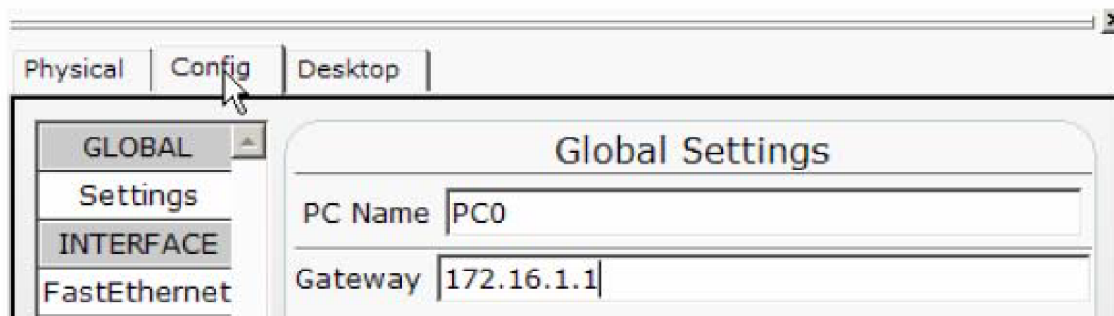 Physical Config Desktop
GLOBAL
Settings
INTERFACE
FastEthernet
Global Settings
PC Name PC0
Gateway 172.16.1.1